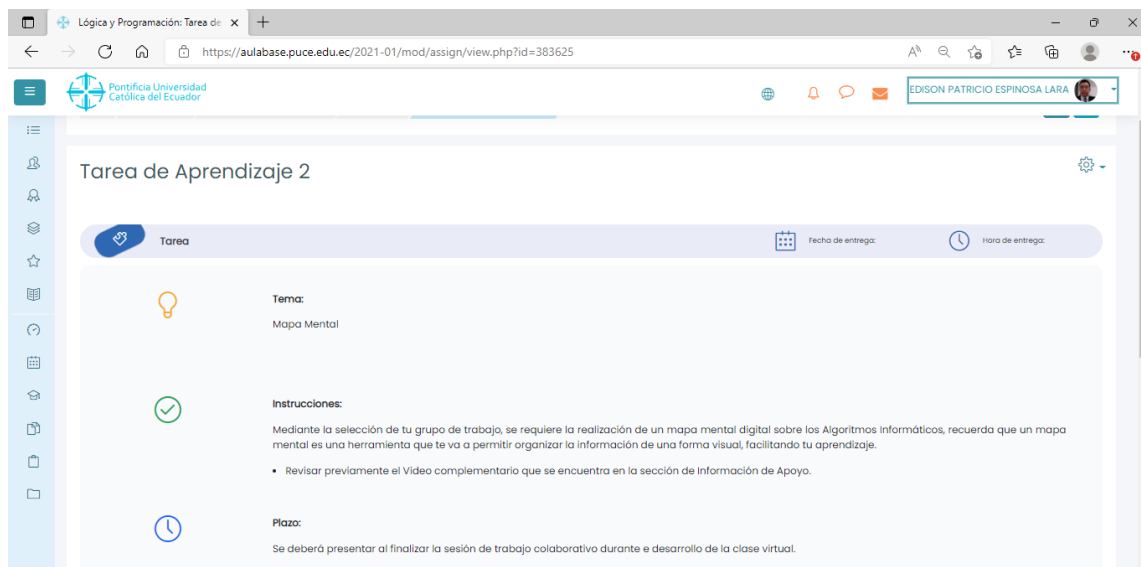 Lógica y Programación: Tarea de
https://aulabase.puce.edu.ec/2021-01/mod/assign/view.php?id=383625
Pontificia Universidad
Católica del Ecuador
EDISON PATRICIO ESPINOSA LARA
Tarea de Aprendizaje 2
Tarea
Fecha de entrega:
Hora de entrega:
Tema:
Mapa Mental
Instrucciones:
Mediante la selección de tu grupo de trabajo, se requiere la realización de un mapa mental digital sobre los Algoritmos Informáticos, recuerda que un mapa
mental es una herramienta que te va a permitir organizar la información de una forma visual, facilitando tu aprendizaje.
• Revisar previamente el Video complementario que se encuentra en la sección de Información de Apoyo.
Plazo:
Se deberá presentar al finalizar la sesión de trabajo colaborativo durante e desarrollo de la clase virtual.